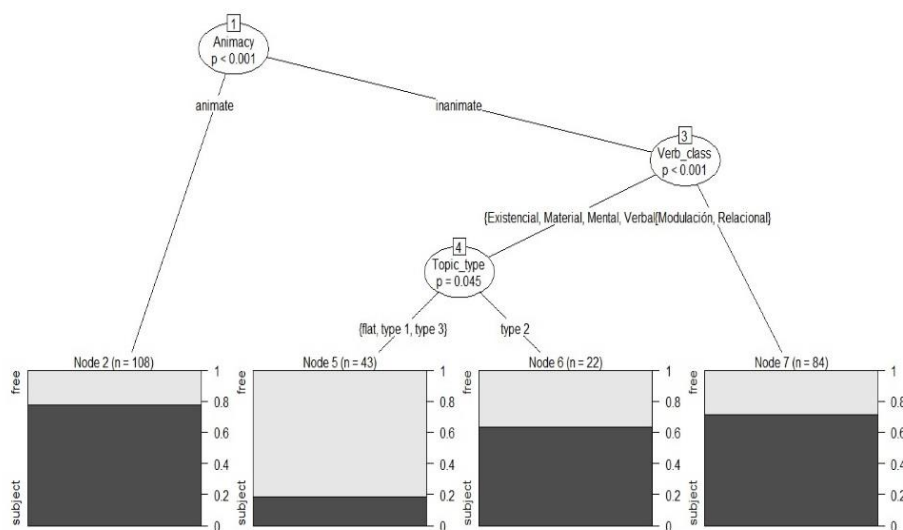 1
Animacy
p < 0.001
animate
inanimate
3
Verb_class
p < 0.001
{Existencial, Material, Mental, Verbal{Modulación, Relacional}
4
Topic_type
p = 0.045
{flat, type 1, type 3}
type 2
Node 2 (n = 108)
free
subject
1
0.8
0.6
0.4
0.2
0
Node 5 (n = 43)
free
subject
1
0.8
0.6
0.4
0.2
0
Node 6 (n = 22)
free
subject
1
0.8
0.6
0.4
0.2
0
Node 7 (n = 84)
free
subject
1
0.8
0.6
0.4
0.2
0